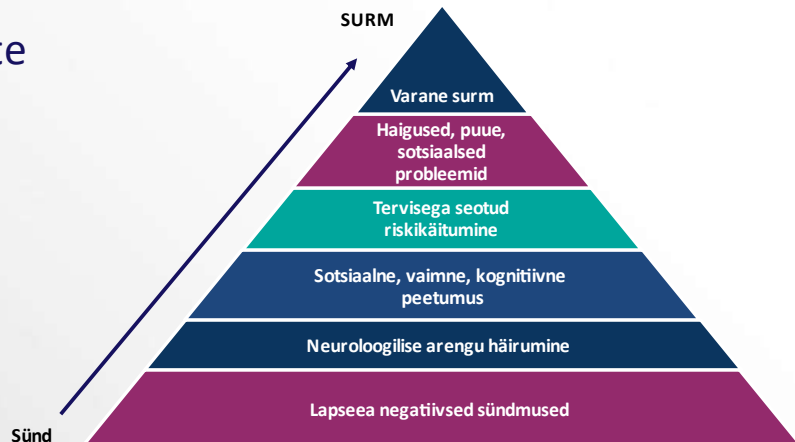 SURM
Varane surm
Haigused, puue,
sotsiaalsed
probleemid
Tervisega seotud
riskikäitumine
Sotsiaalne, vaimne, kognitiivne
peetumus
Neuroloogilise arengu häirumine
Lapseea negatiivsed sündmused
Sünd